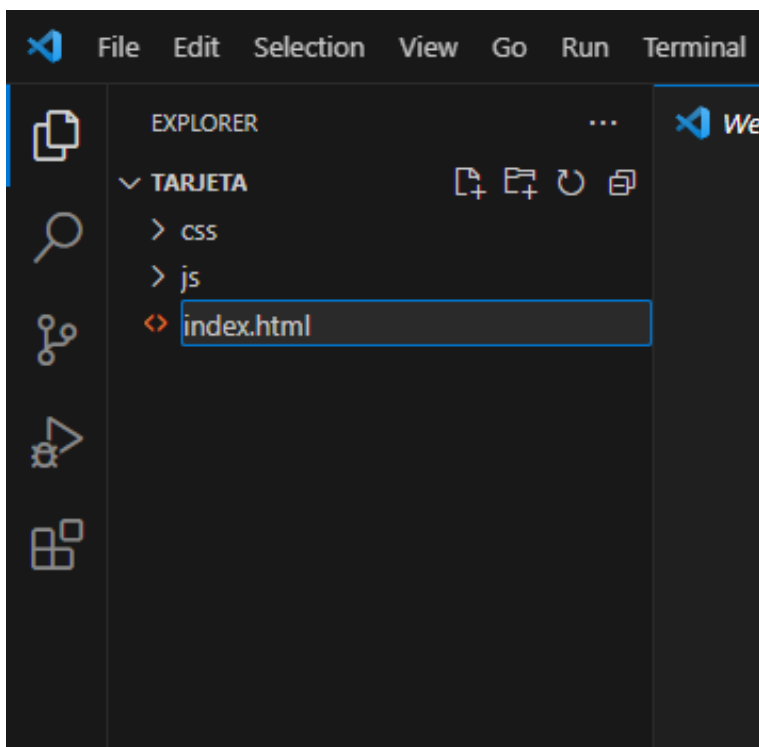 File Edit Selection View Go Run Terminal
EXPLORER
We
TARJETA
css
js
index.html